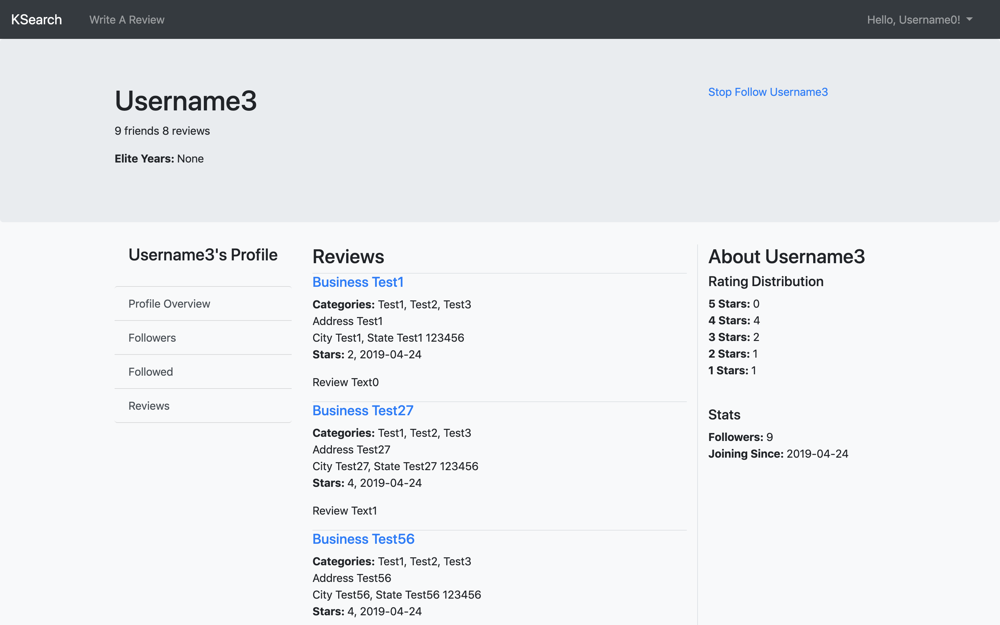 KSearch
Write A Review
Hello, Username0!
Username3
9 friends 8 reviews
Elite Years: None
Stop Follow Username3
Username3's Profile
Profile Overview
Followers
Followed
Reviews
Reviews
Business Test1
Categories: Test1, Test2, Test3
Address Test1
City Test1, State Test1 123456
Stars: 2, 2019-04-24
Review Text0
Business Test27
Categories: Test1, Test2, Test3
Address Test27
City Test27, State Test27 123456
Stars: 4, 2019-04-24
Review Text1
Business Test56
Categories: Test1, Test2, Test3
Address Test56
City Test56, State Test56 123456
Stars: 4, 2019-04-24
About Username3
Rating Distribution
5 Stars: 0
4 Stars: 4
3 Stars: 2
2 Stars: 1
1 Stars: 1
Stats
Followers: 9
Joining Since: 2019-04-24